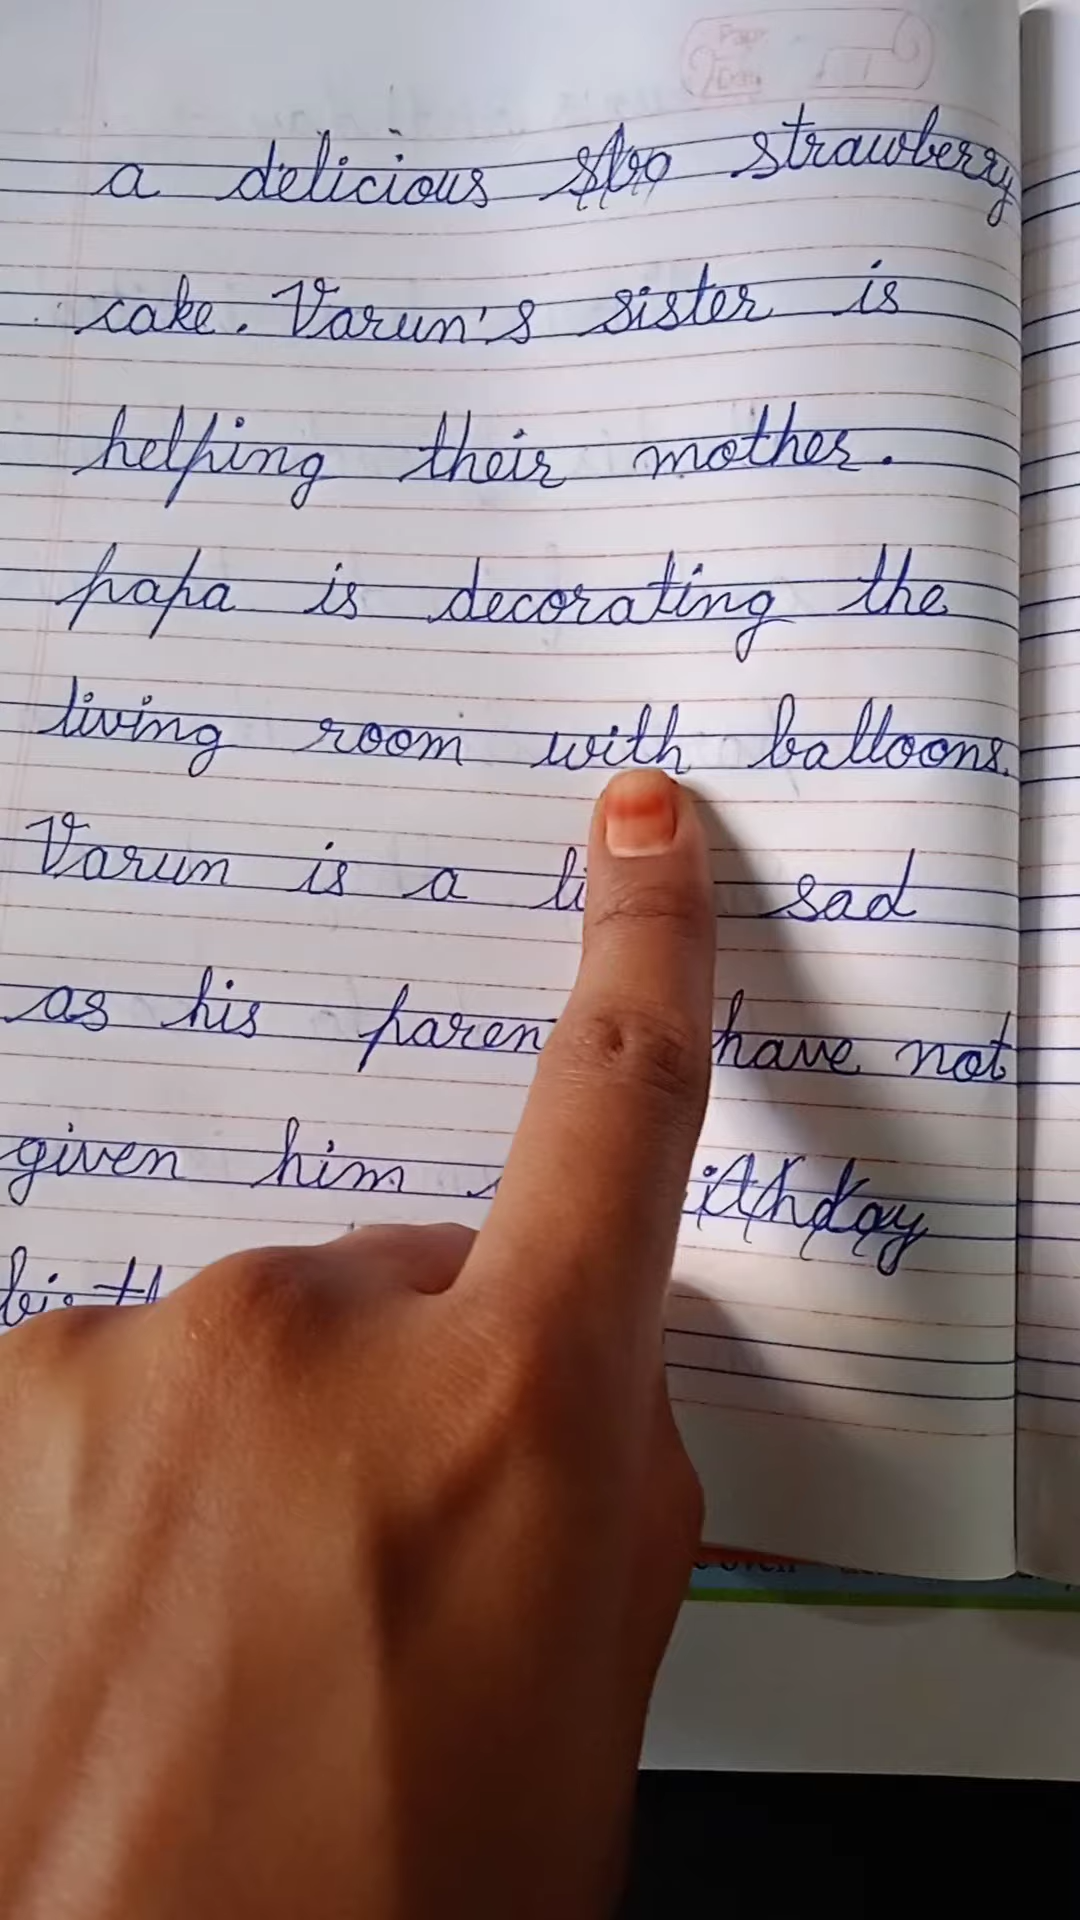 a delicious stro strawberry
cake. Varun's sister is
helping their mother.
papa is decorating the
living room with balloons.
Varun is a sad
as his have not
given him